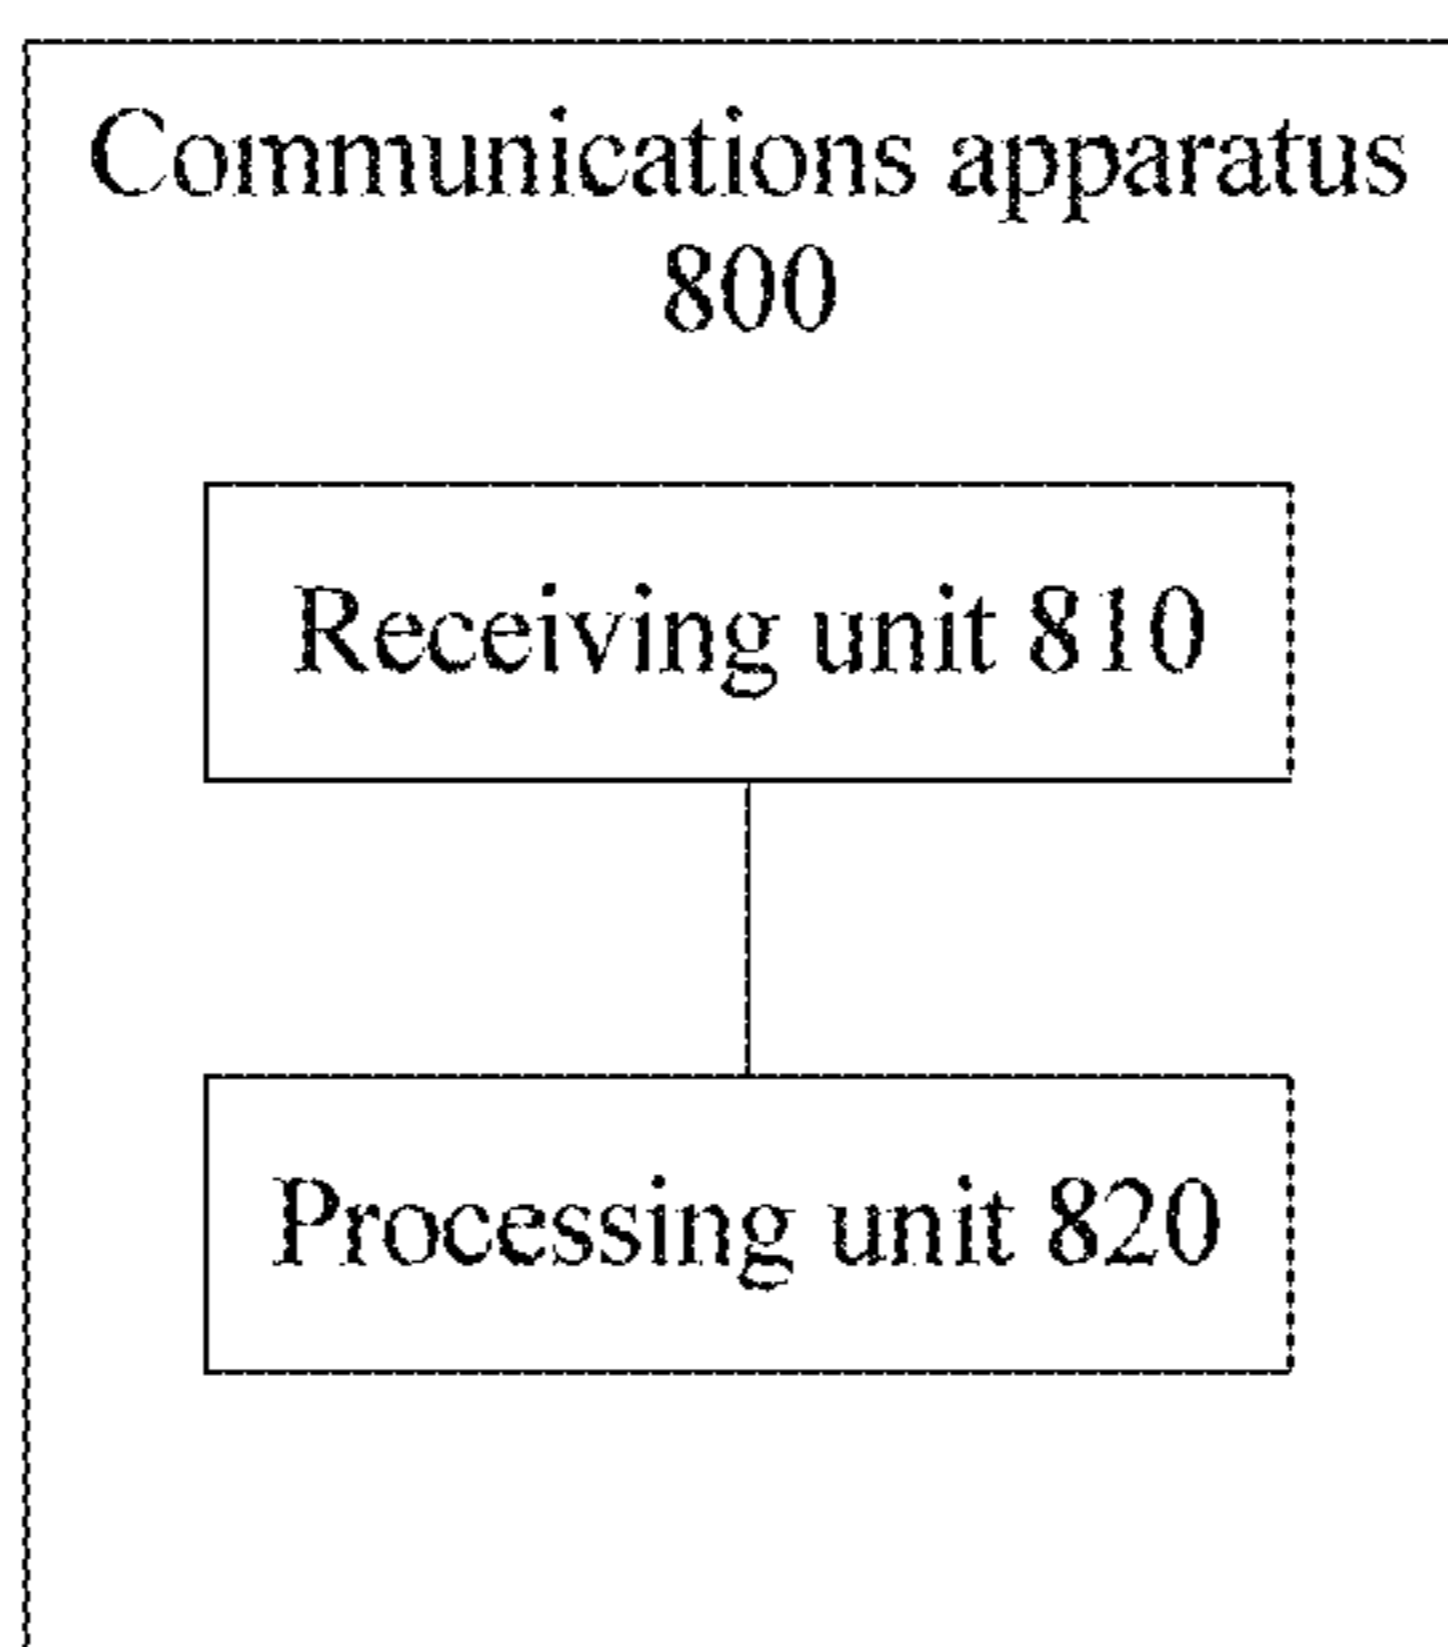 Communications apparatus
800
Receiving unit 810
Processing unit 820